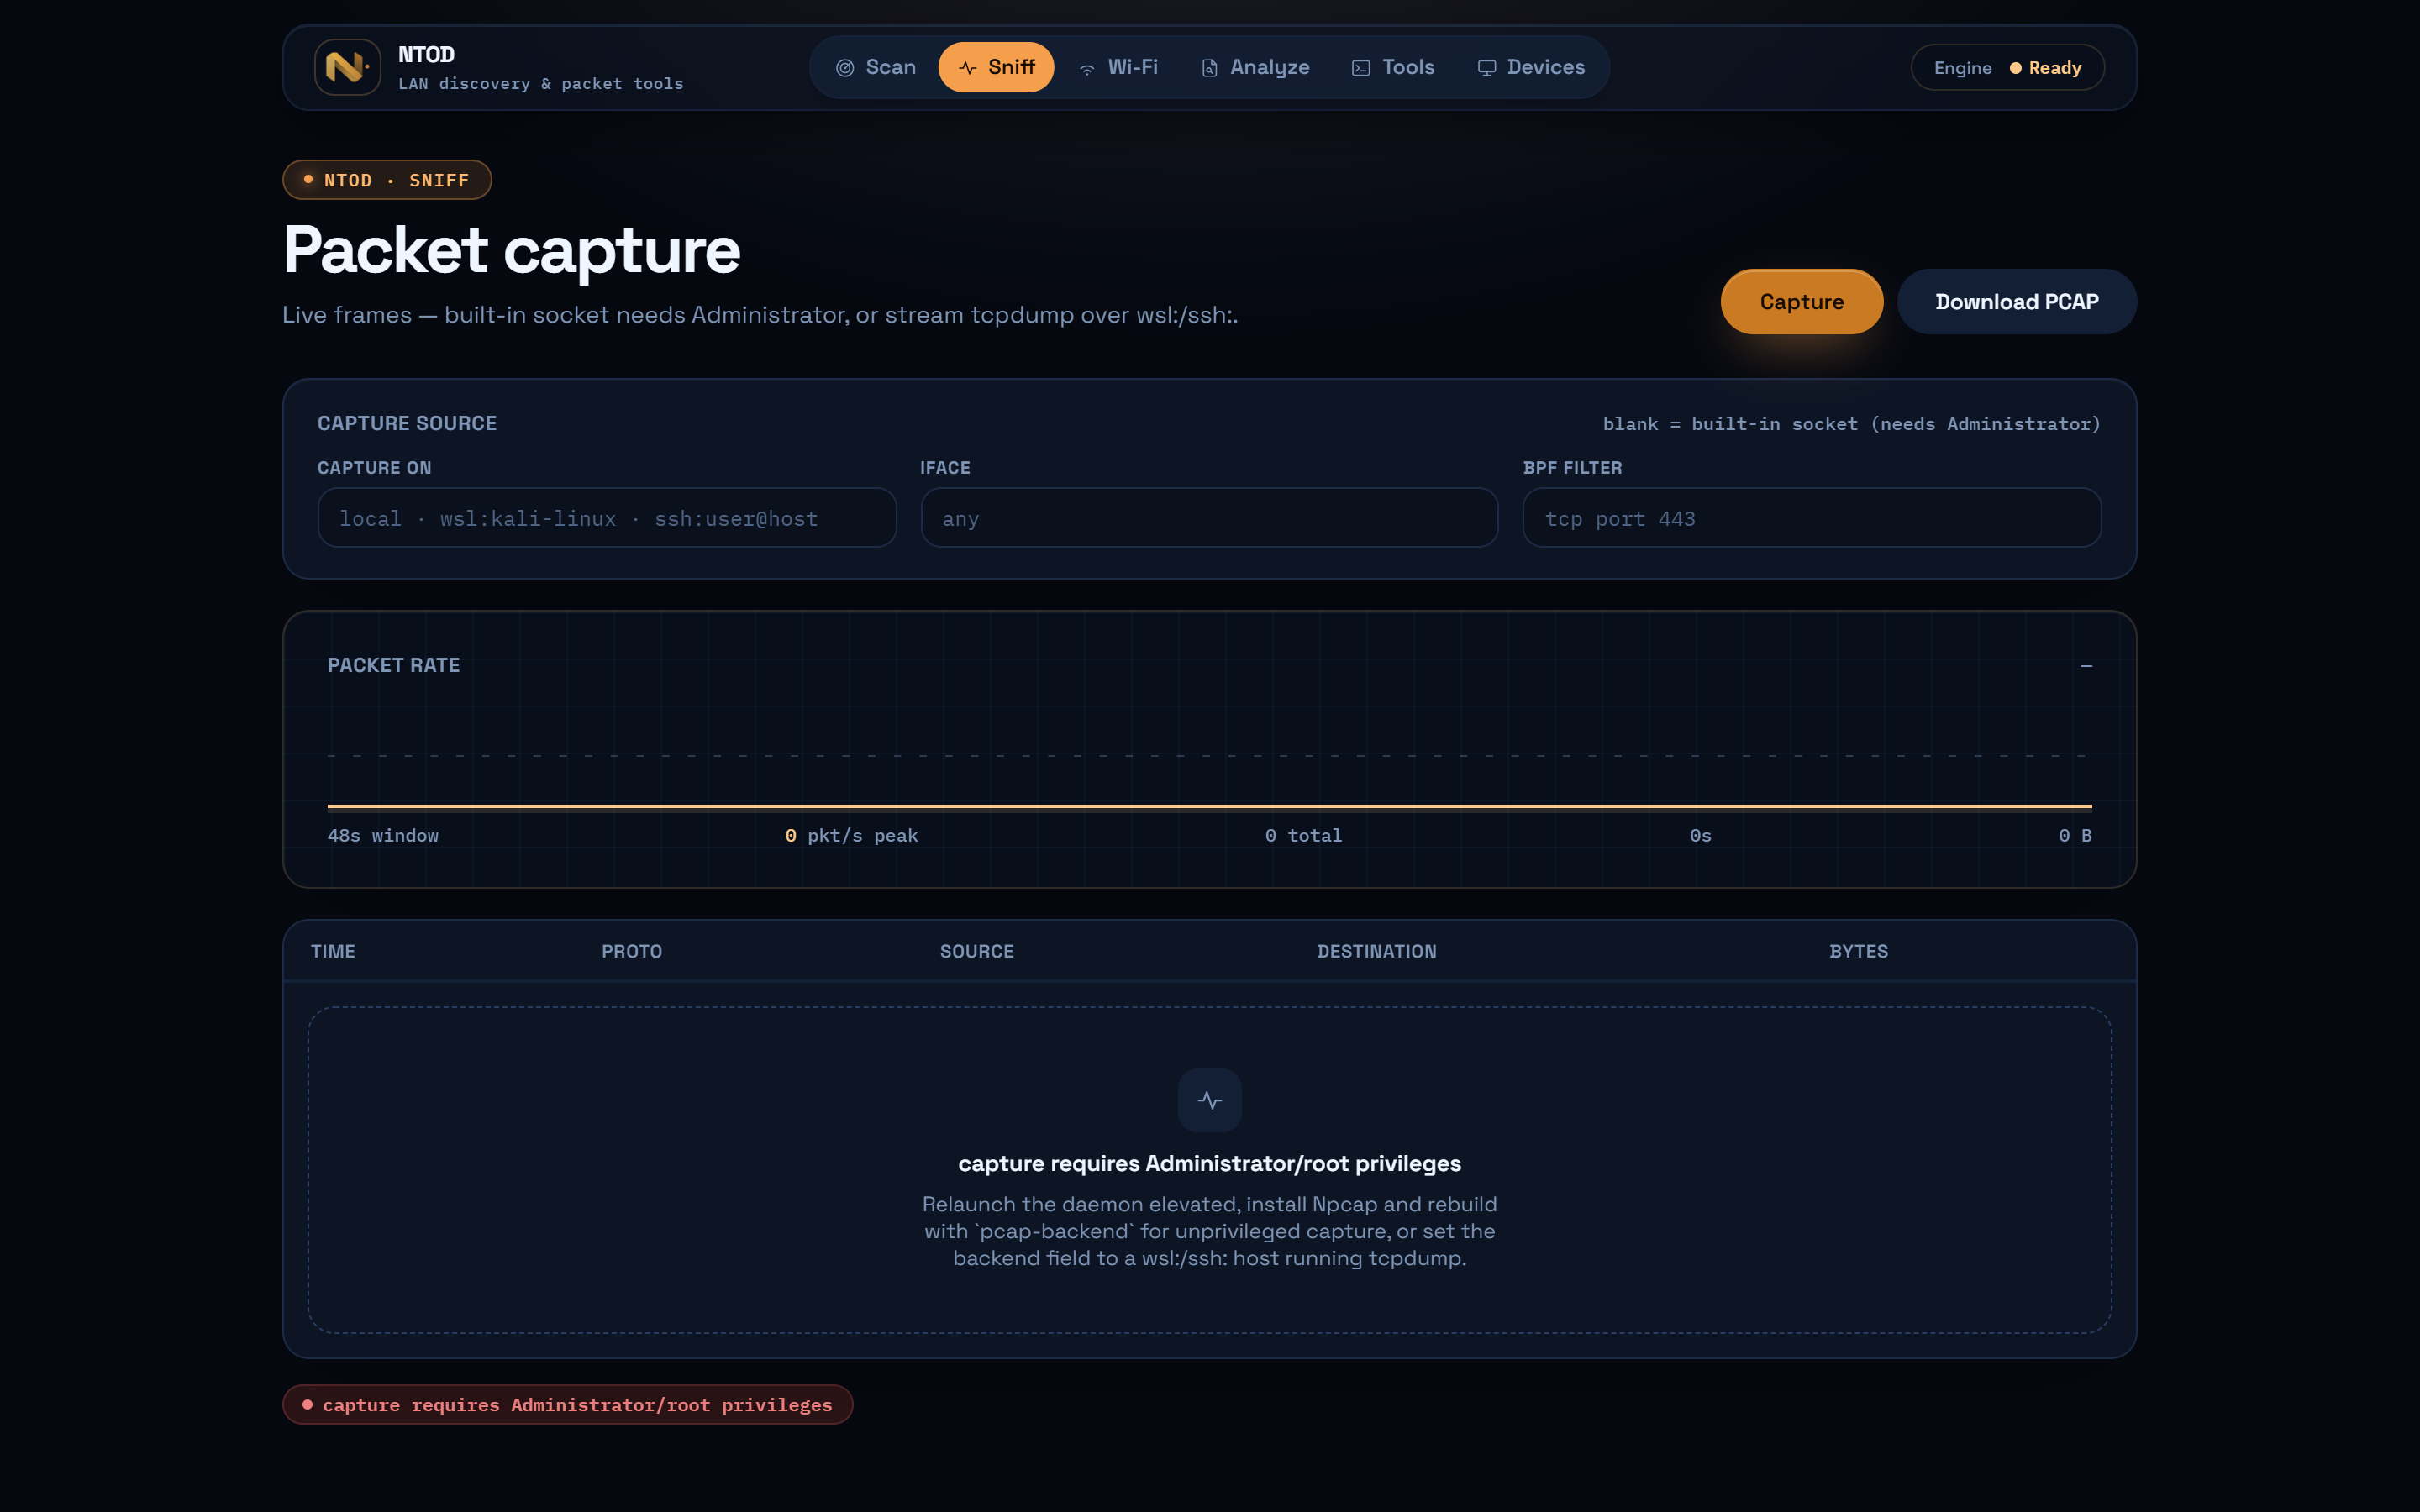 NTOD
LAN discovery & packet tools
Scan
Sniff
Wi-Fi
Analyze
Tools
Devices
Engine
Ready
NTOD · SNIFF
Packet capture
Live frames — built-in socket needs Administrator, or stream tcpdump over wsl:/ssh:.
Capture
Download PCAP
CAPTURE SOURCE
blank = built-in socket (needs Administrator)
CAPTURE ON
IFACE
BPF FILTER
local · wsl:kali-linux · ssh:user@host
any
tcp port 443
PACKET RATE
—
48s window
0 pkt/s peak
0 total
0s
0 B
TIME
PROTO
SOURCE
DESTINATION
BYTES
capture requires Administrator/root privileges
Relaunch the daemon elevated, install Npcap and rebuild
with `pcap-backend` for unprivileged capture, or set the
backend field to a wsl:/ssh: host running tcpdump.
capture requires Administrator/root privileges